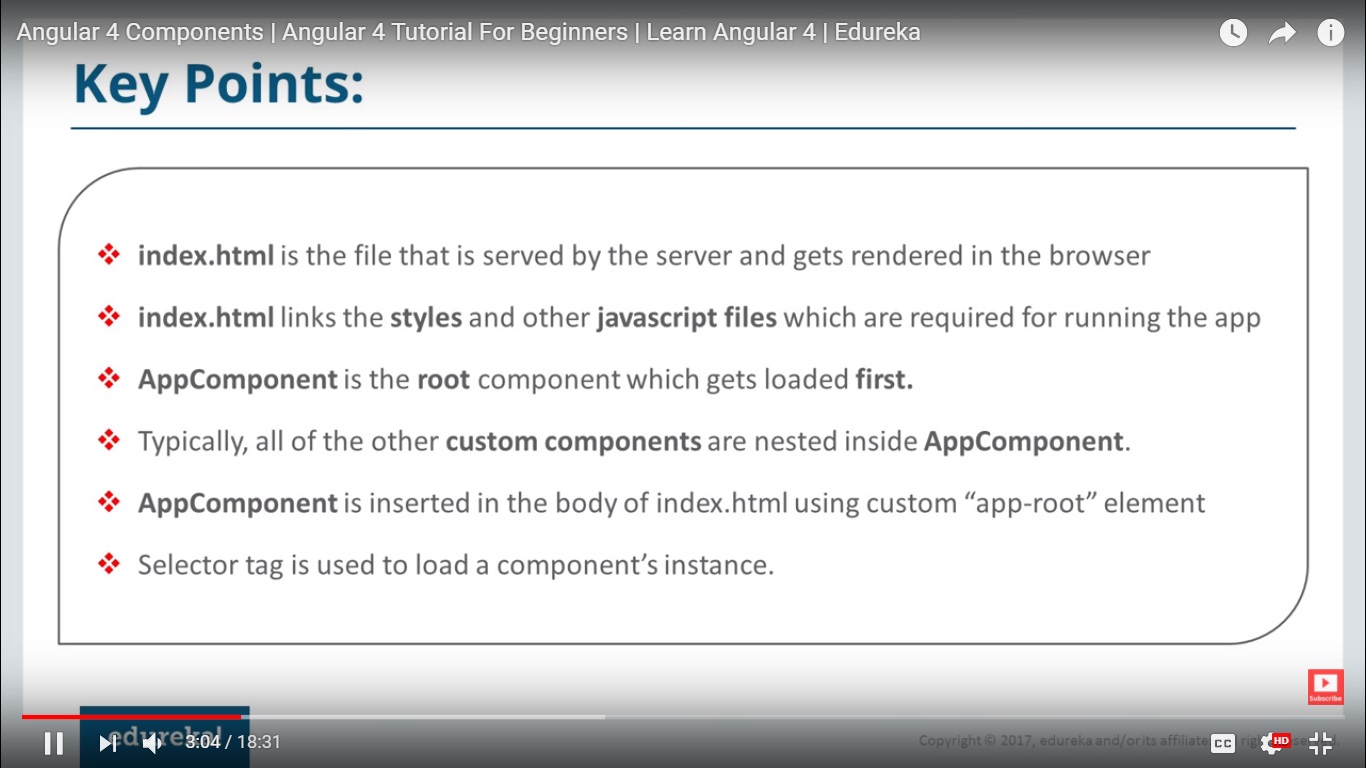 Angular 4 Components | Angular 4 Tutorial For Beginners | Learn Angular 4 | Edureka
Key Points:
index.html is the file that is served by the server and gets rendered in the browser
index.html links the styles and other javascript files which are required for running the app
AppComponent is the root component which gets loaded first.
Typically, all of the other custom components are nested inside AppComponent.
AppComponent is inserted in the body of index.html using custom “app-root” element
Selector tag is used to load a component’s instance.
Subscribe
edureka!
3:04 / 18:31
Copyright © 2017, edureka and/or its affiliate
CC
HD